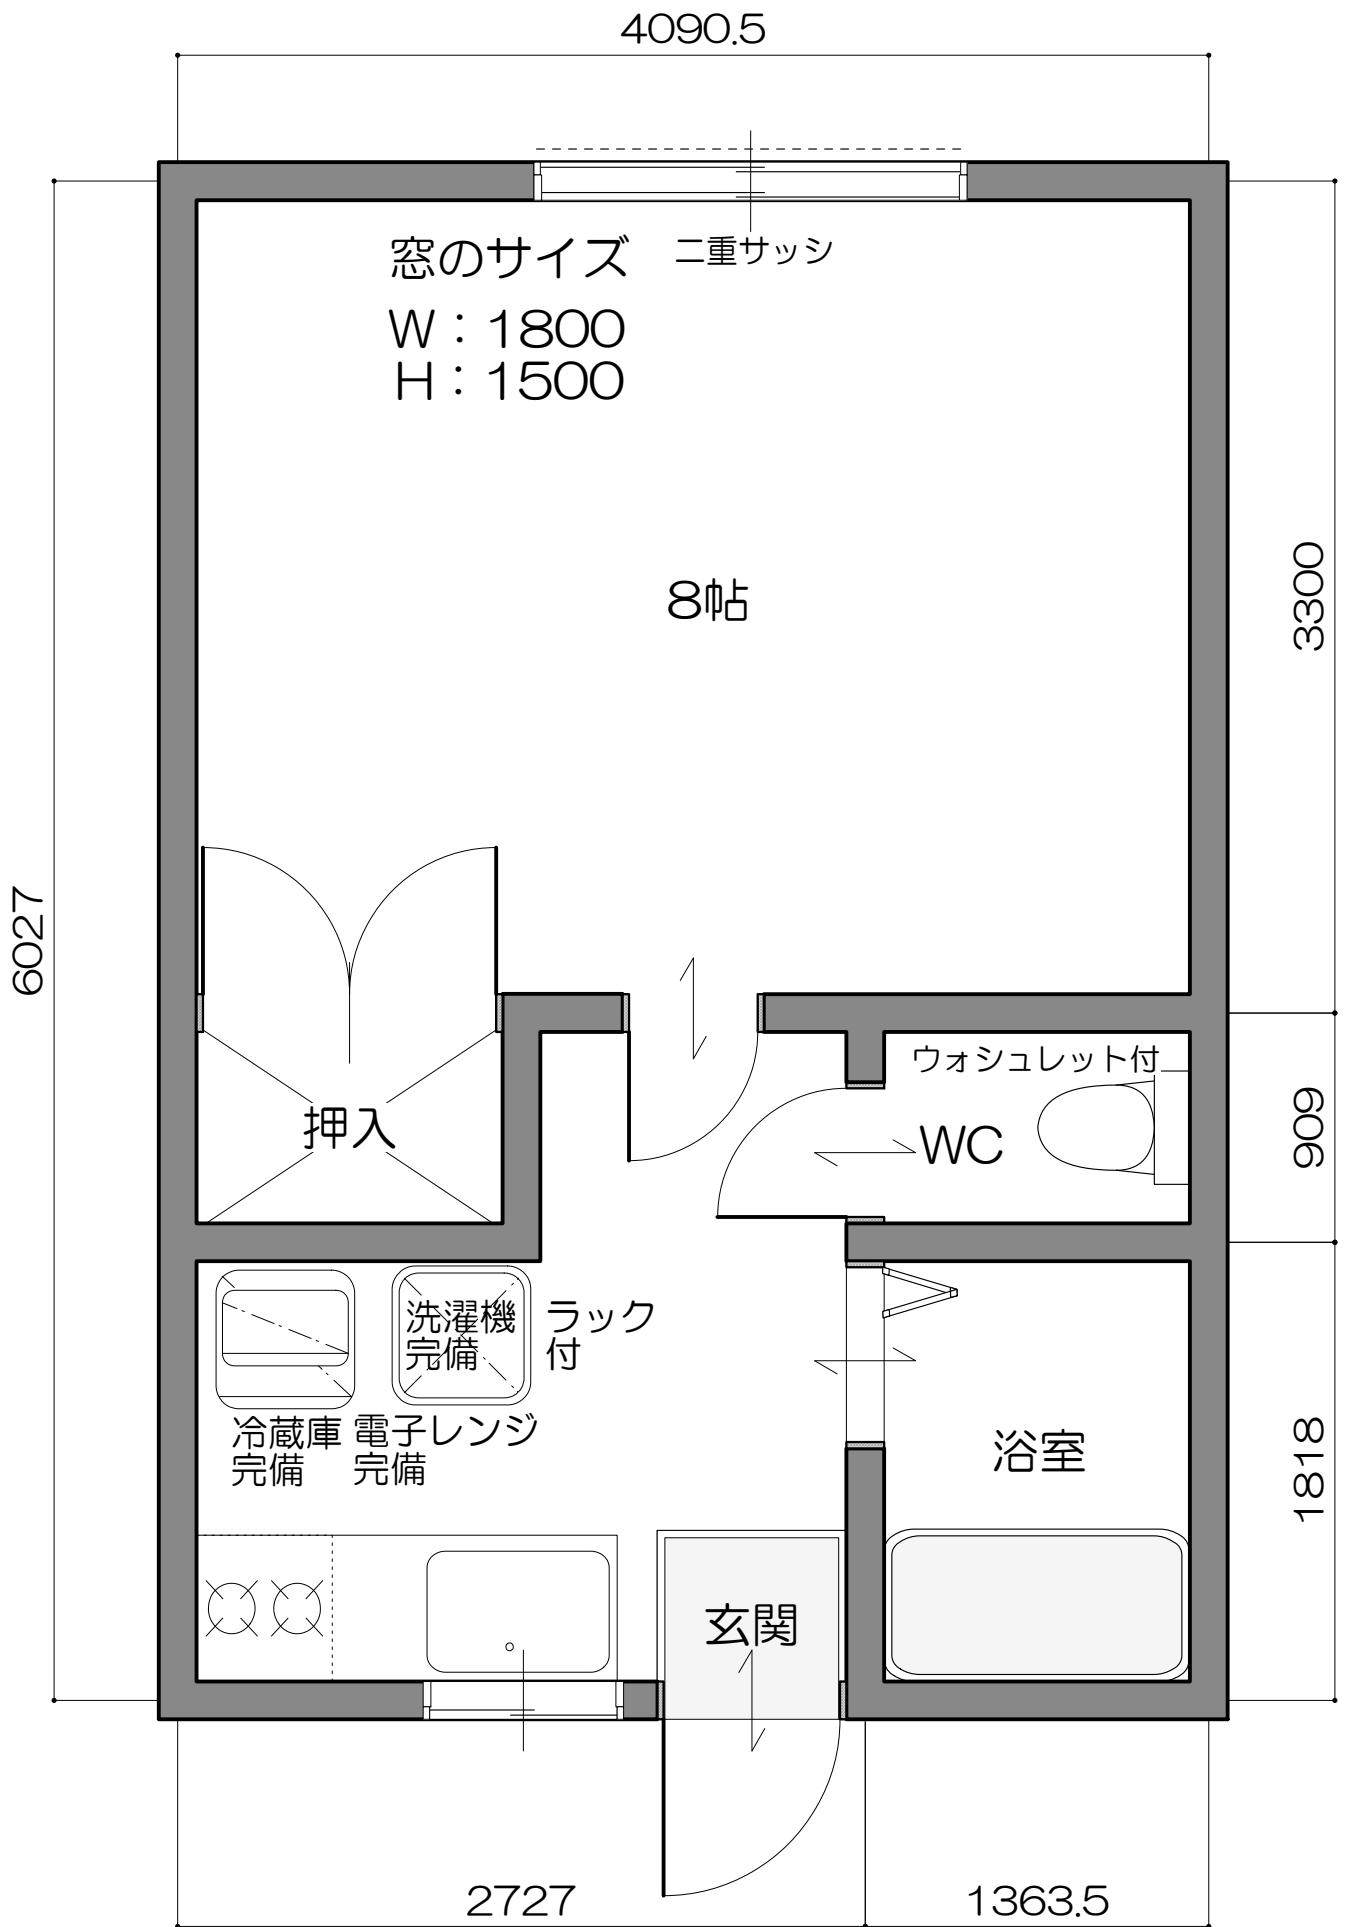 4090.5
窓のサイズ
二重サッシ
W：1800
H：1500
8帖
3300
6027
909
ウォシュレット付
WC
押入
洗濯機
完備
ラック
付
冷蔵庫
完備
電子レンジ
完備
浴室
1818
玄関
2727
1363.5